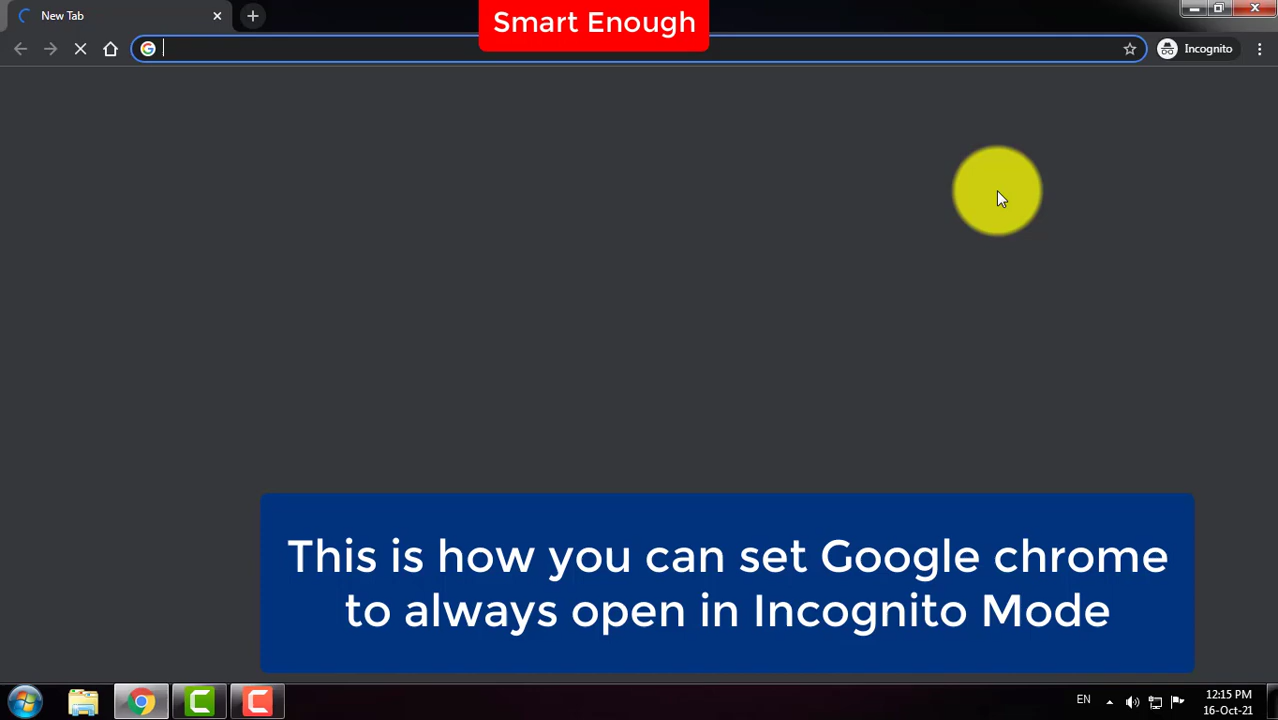 New Tab
Smart Enough
Incognito
This is how you can set Google chrome
to always open in Incognito Mode
EN
12:15 PM
16-Oct-21